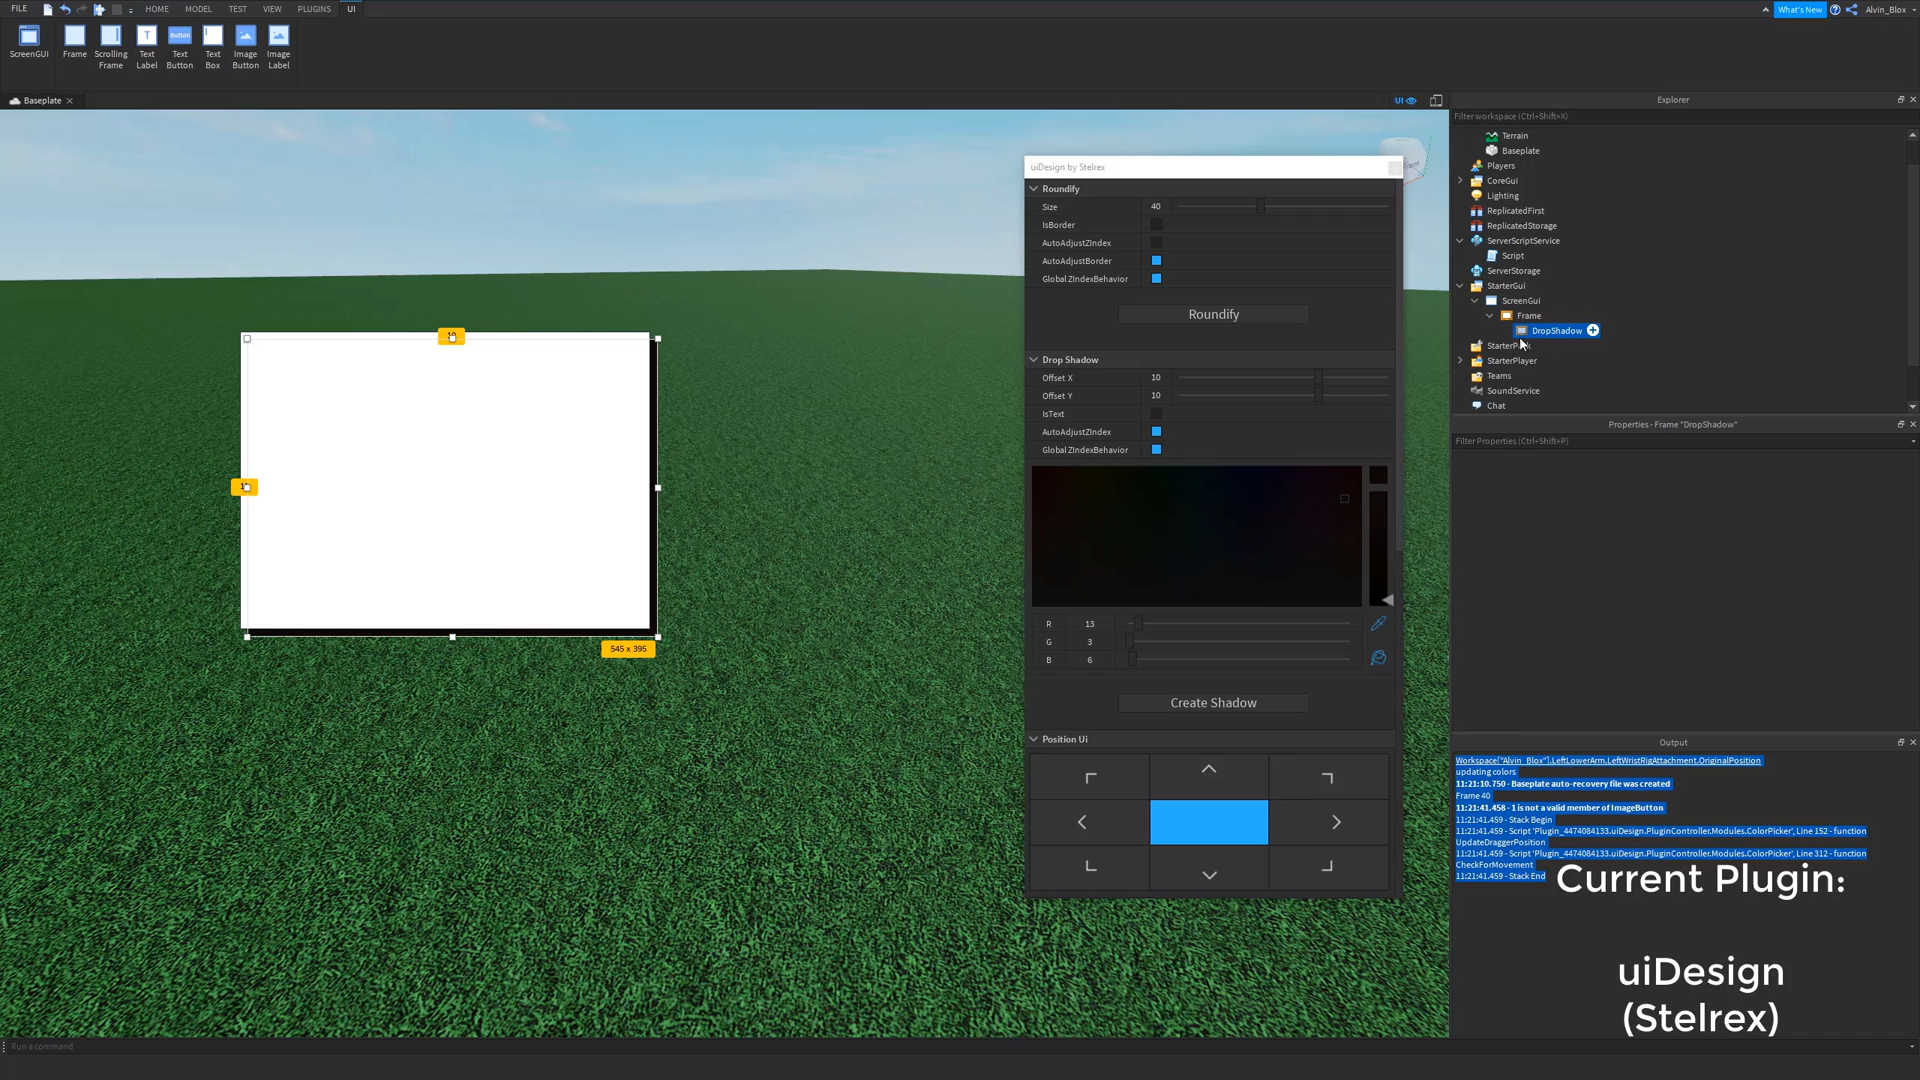 FILE
HOME
MODEL
TEST
VIEW
PLUGINS
UI
What's New
Alvin_Blox
ScreenGUI
Frame
Scrolling
Frame
Text
Label
Button
Text
Button
Text
Box
Image
Button
Image
Label
Baseplate
UI
Explorer
Filter workspace (Ctrl+Shift+X)
Terrain
Baseplate
Players
CoreGui
Lighting
ReplicatedFirst
ReplicatedStorage
ServerScriptService
Script
ServerStorage
StarterGui
ScreenGui
Frame
DropShadow
StarterPack
StarterPlayer
Teams
SoundService
Chat
Properties - Frame "DropShadow"
Filter Properties (Ctrl+Shift+P)
uiDesign by Stelrex
Roundify
Size 40
IsBorder
AutoAdjustZIndex
AutoAdjustBorder
Global ZIndexBehavior
Roundify
Drop Shadow
Offset X 10
Offset Y 10
IsText
AutoAdjustZIndex
Global ZIndexBehavior
R 13
G 3
B 6
Create Shadow
Position Ui
545 x 395
Output
Workspace["Alvin_Blox"].LeftLowerArm.LeftWristRigAttachment.OriginalPosition
updating colors
11:21:10.750 - Baseplate auto-recovery file was created
Frame 40
11:21:41.458 - 1 is not a valid member of ImageButton
11:21:41.459 - Stack Begin
11:21:41.459 - Script 'Plugin_4474084133.uiDesign.PluginController.Modules.ColorPicker', Line 152 - function
UpdateDraggerPosition
11:21:41.459 - Script 'Plugin_4474084133.uiDesign.PluginController.Modules.ColorPicker', Line 312 - function
CheckForMovement
11:21:41.459 - Stack End
Current Plugin:
uiDesign
(Stelrex)
Run a command